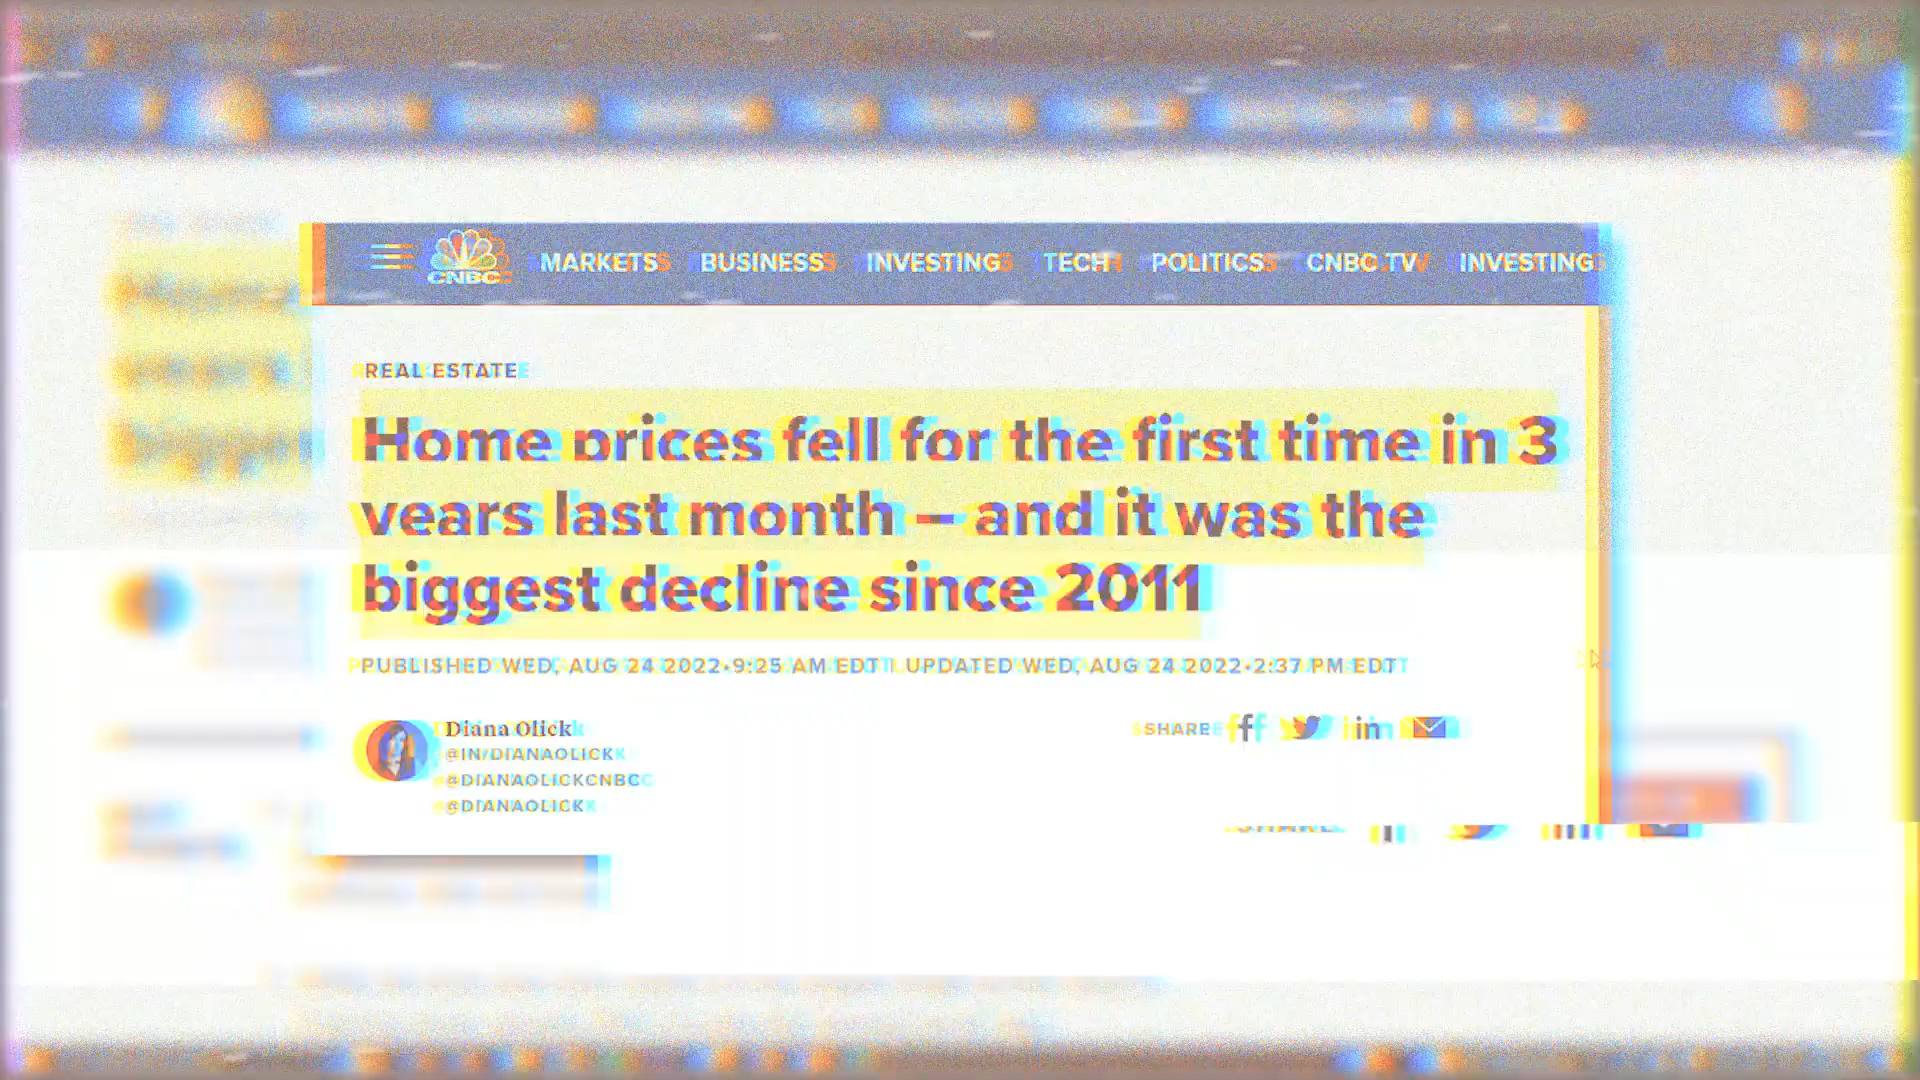 CNBC MARKETS BUSINESS INVESTING TECH POLITICS CNBC TV INVESTING
REAL ESTATE
Home prices fell for the first time in 3
years last month – and it was the
biggest decline since 2011
PUBLISHED WED, AUG 24 2022•9:25 AM EDT | UPDATED WED, AUG 24 2022•2:37 PM EDT
Diana Olick
@IN/DIANAOLICK
@DIANAOLICKCNBC
@DIANAOLICK
SHARE f in